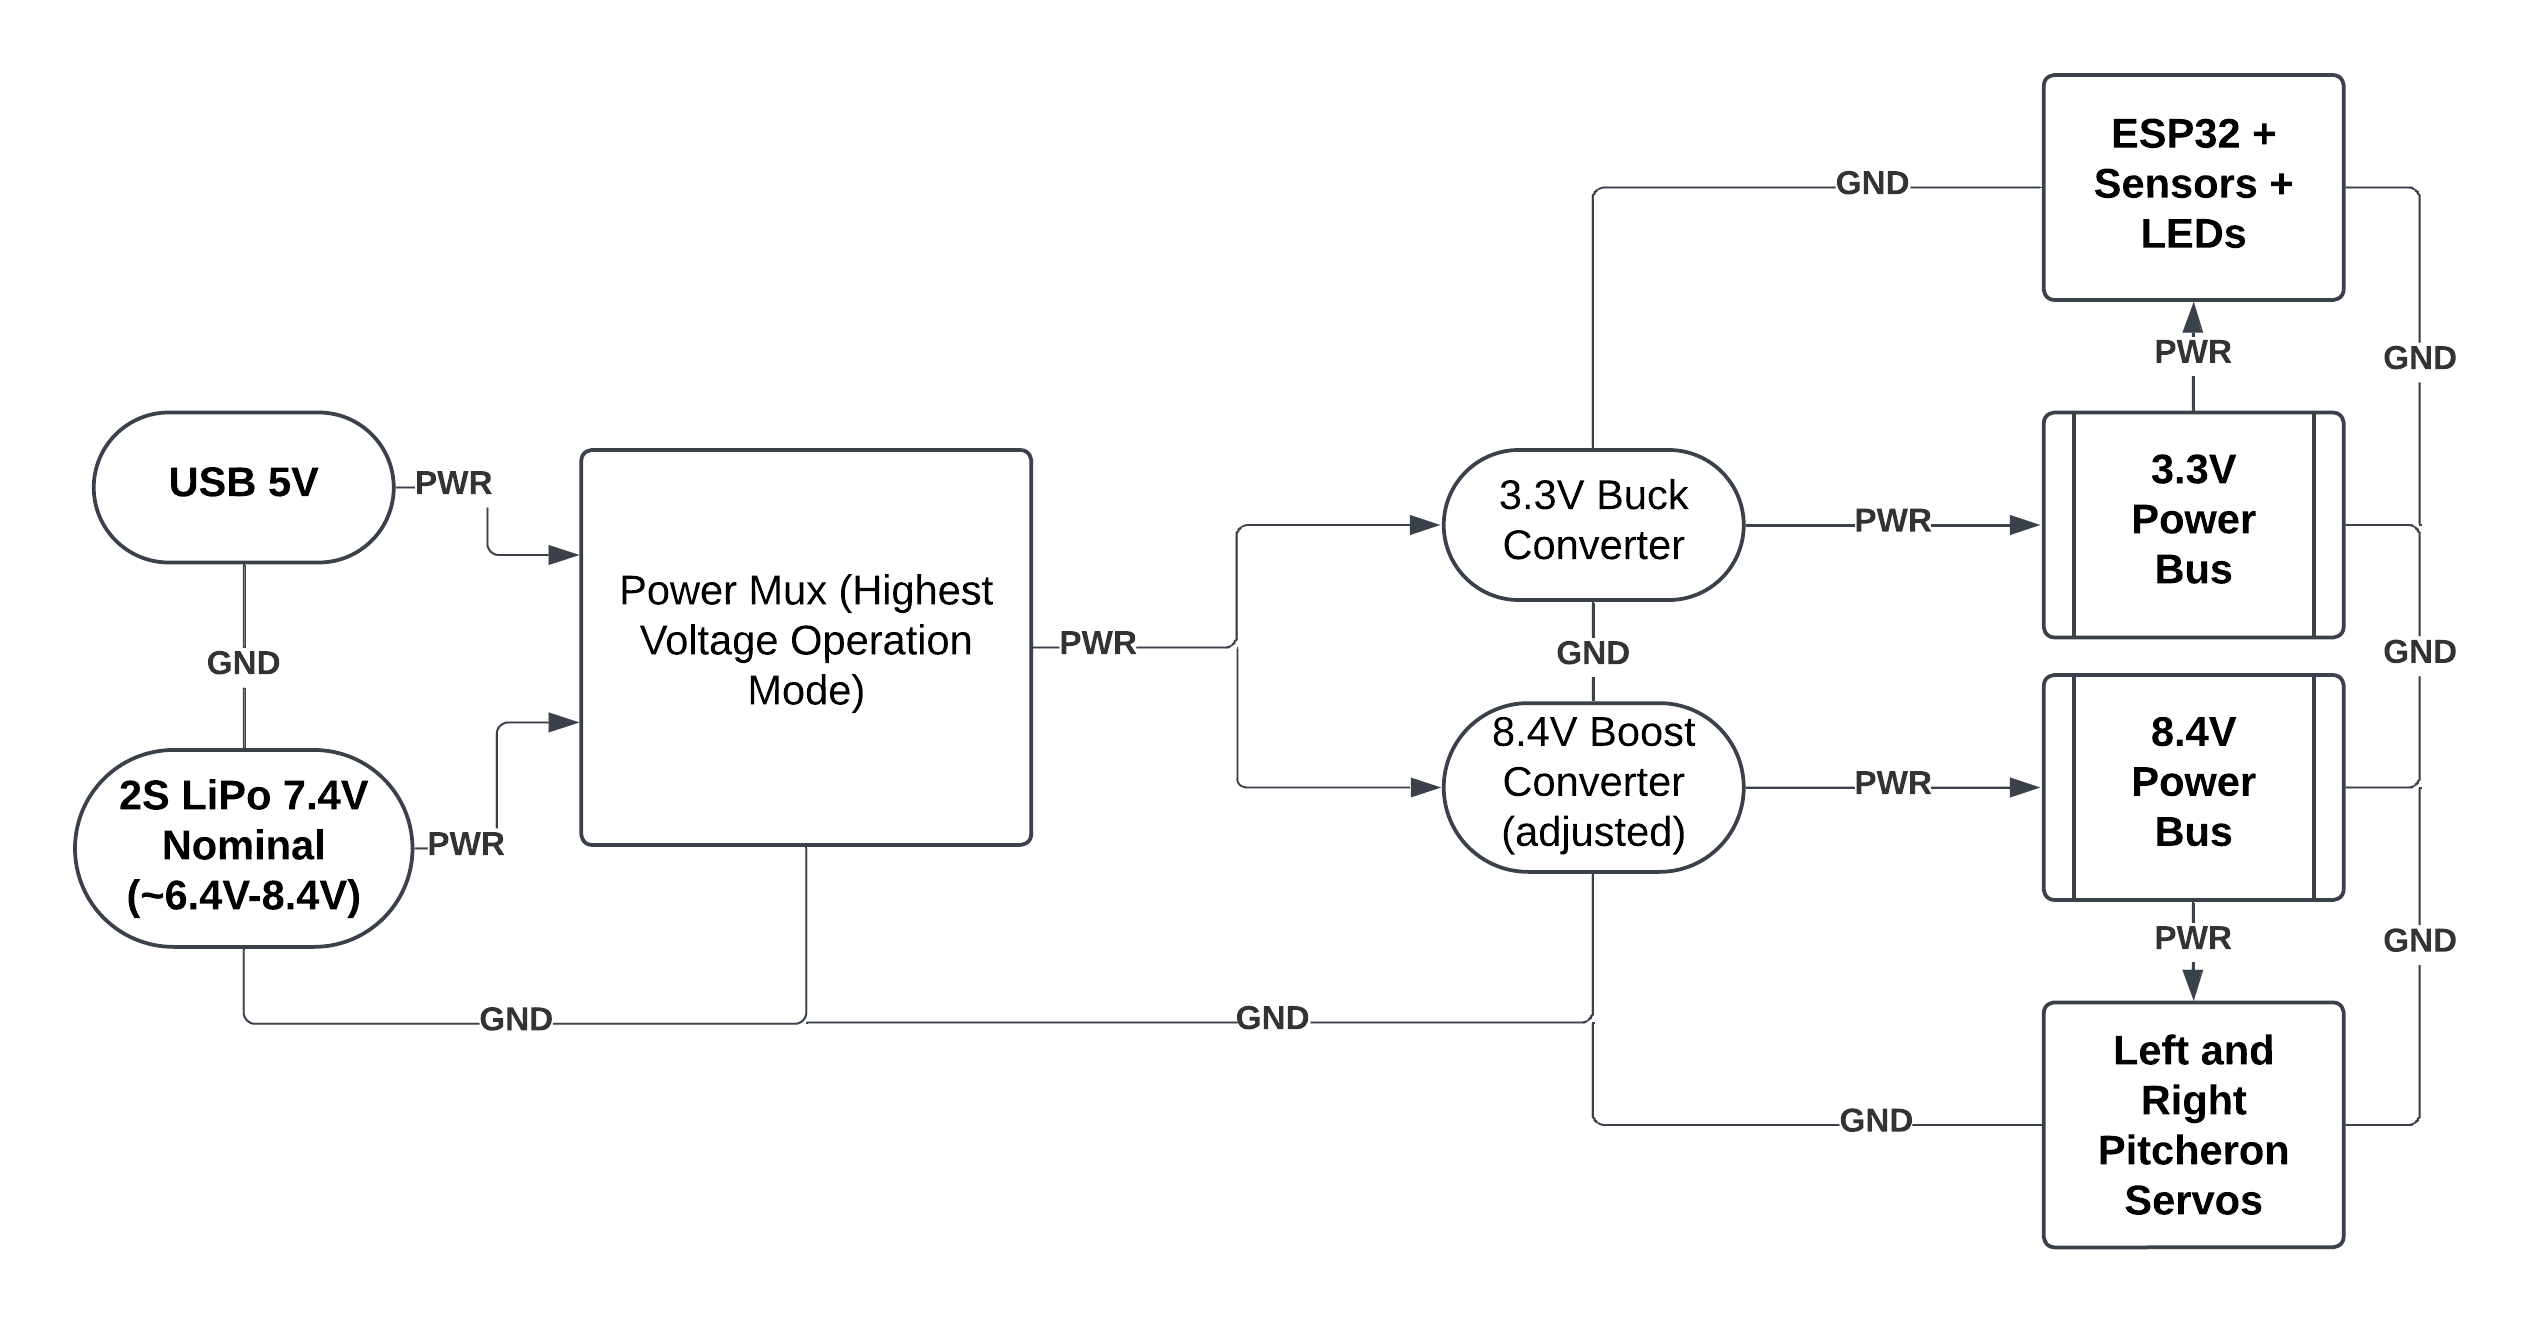 ESP32 +
Sensors +
LEDs
GND
PWR
GND
USB 5V
PWR
GND
2S LiPo 7.4V
Nominal
(~6.4V-8.4V)
PWR
Power Mux (Highest
Voltage Operation
Mode)
PWR
GND
GND
3.3V Buck
Converter
PWR
3.3V
Power
Bus
GND
GND
8.4V Boost
Converter
(adjusted)
PWR
8.4V
Power
Bus
PWR
GND
GND
Left and
Right
Pitcheron
Servos